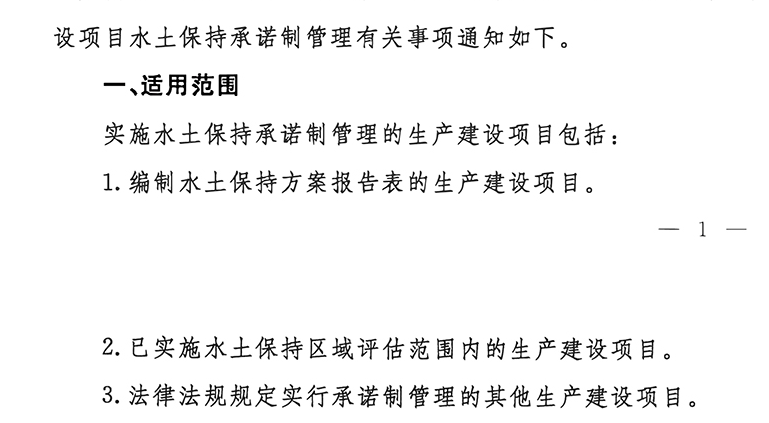 设项目水土保持承诺制管理有关事项通知如下。
一、适用范围
实施水土保持承诺制管理的生产建设项目包括：
1.编制水土保持方案报告表的生产建设项目。
— 1 —
2.已实施水土保持区域评估范围内的生产建设项目。
3.法律法规规定实行承诺制管理的其他生产建设项目。